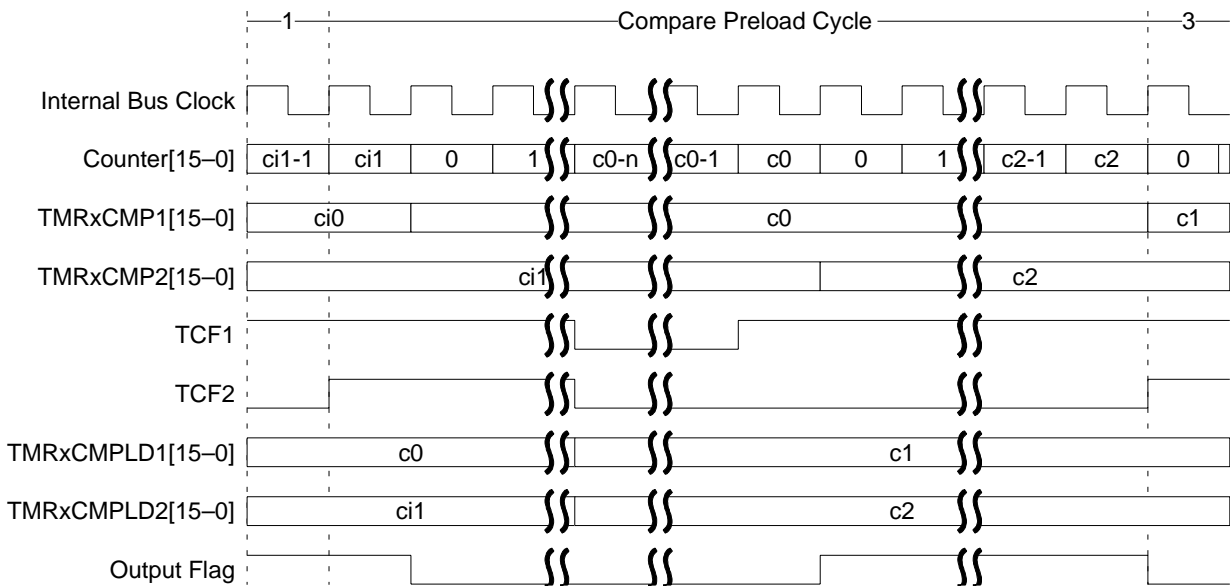 1 Compare Preload Cycle 3
Internal Bus Clock
Counter[15–0] ci1-1 ci1 0 1 c0-n c0-1 c0 0 1 c2-1 c2 0
TMRxCMP1[15–0] ci0 c0 c1
TMRxCMP2[15–0] ci1 c2
TCF1
TCF2
TMRxCMPLD1[15–0] c0 c1
TMRxCMPLD2[15–0] ci1 c2
Output Flag